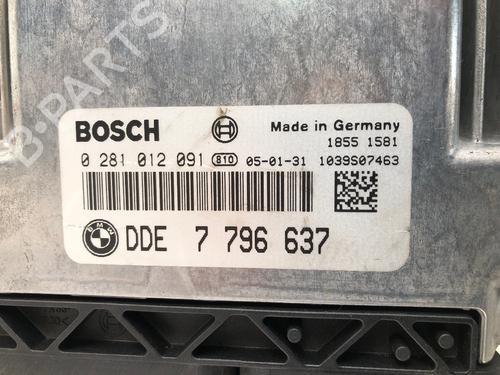 B-PARTS
BOSCH
Made in Germany
1855 1581
0 281 012 091 810 05-01-31 1039S07463
BMW
DDE 7 796 637